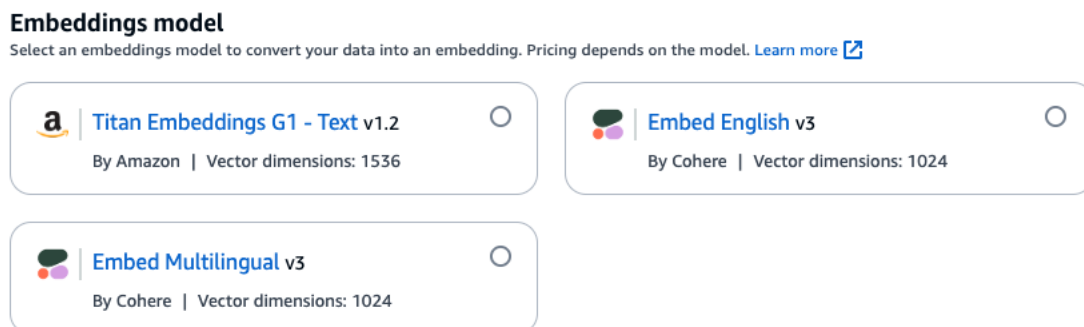 Embeddings model
Select an embeddings model to convert your data into an embedding. Pricing depends on the model. Learn more
Titan Embeddings G1 - Text v1.2
By Amazon | Vector dimensions: 1536
Embed English v3
By Cohere | Vector dimensions: 1024
Embed Multilingual v3
By Cohere | Vector dimensions: 1024